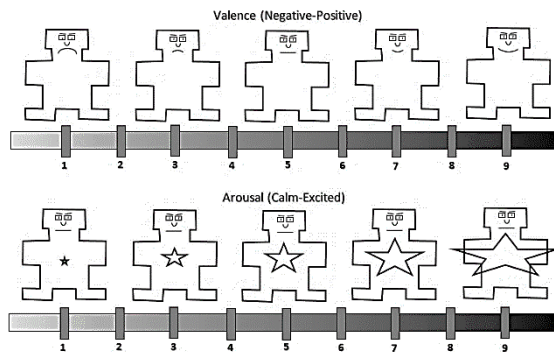 Valence (Negative-Positive)
1 2 3 4 5 6 7 8 9
Arousal (Calm-Excited)
1 2 3 4 5 6 7 8 9